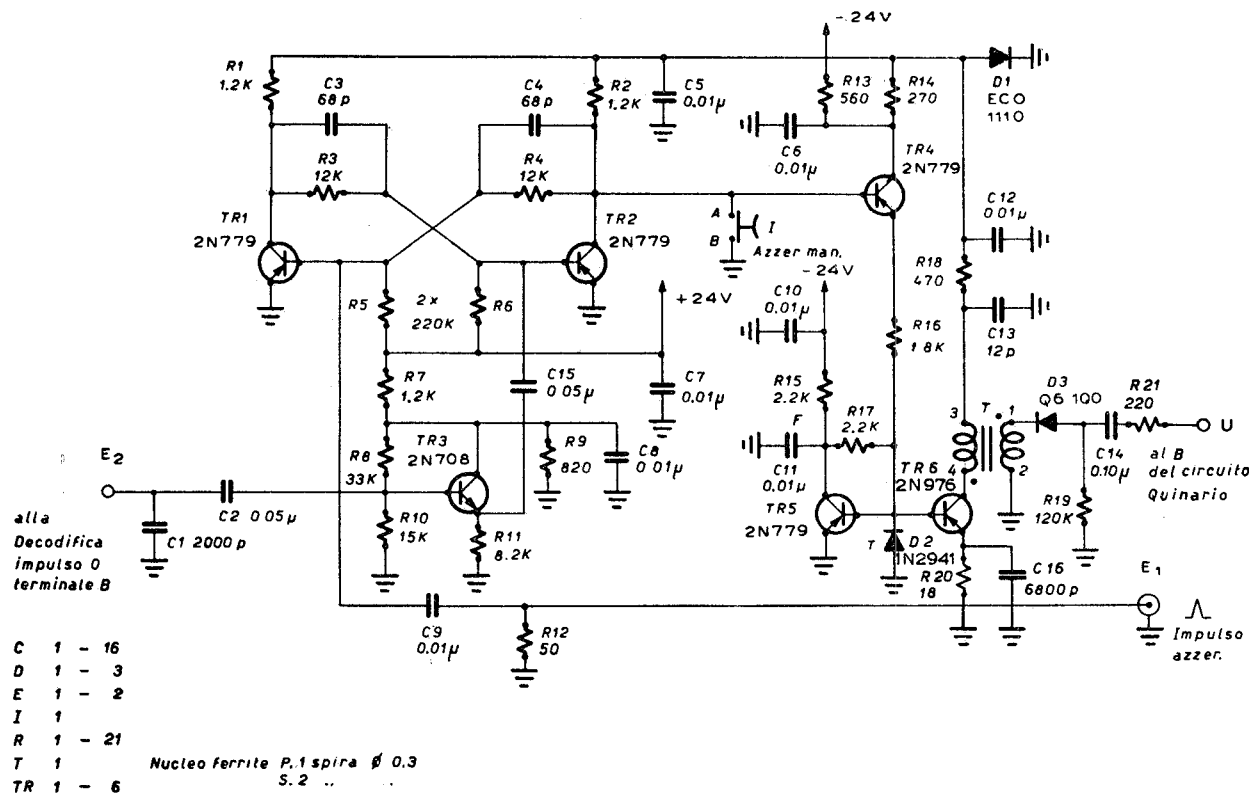 - 24V
R1
1.2K
C3
68p
C4
68p
R2
1.2K
C5
0.01µ
R13
560
R14
270
D1
ECO
1110
R3
12K
R4
12K
C6
0.01µ
TR4
2N779
TR1
2N779
TR2
2N779
A
B
I
Azzer man.
C12
0.01µ
R18
470
C13
12p
R5
2x
220K
R6
+24V
C10
0.01µ
-24V
R16
1.8K
R7
1.2K
C15
0.05µ
C7
0.01µ
R15
2.2K
R17
2.2K
F
C11
0.01µ
D3
Q6 100
R21
220
3
T
1
4
2
U
C14
0.10µ
al B
del circuito
Quinario
R19
120K
E2
R8
33K
TR3
2N708
R9
820
C8
0.01µ
TR6
2N976
TR5
2N779
alla
Decodifica
impulso 0
terminale B
C1 2000p
C2 0.05µ
R10
15K
R11
8.2K
T
D2
1N2941
R20
18
C16
6800p
E1
Impulso
azzer.
C9
0.01µ
R12
50
C 1 - 16
D 1 - 3
E 1 - 2
I 1
R 1 - 21
T 1 Nucleo ferrite P.1 spira Ø 0.3
S.2 .. .
TR 1 - 6